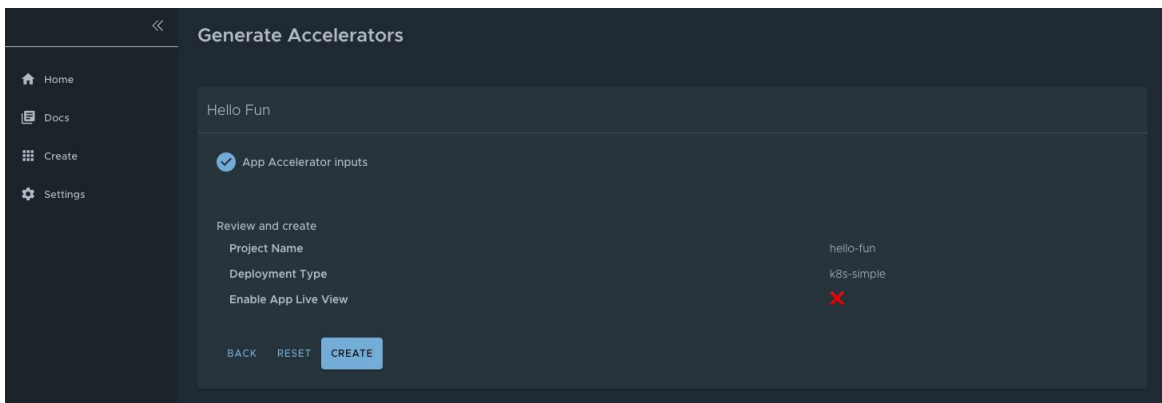 Generate Accelerators
Home
Docs
Create
Settings
Hello Fun
App Accelerator inputs
Review and create
Project Name hello-fun
Deployment Type k8s-simple
Enable App Live View
BACK RESET CREATE